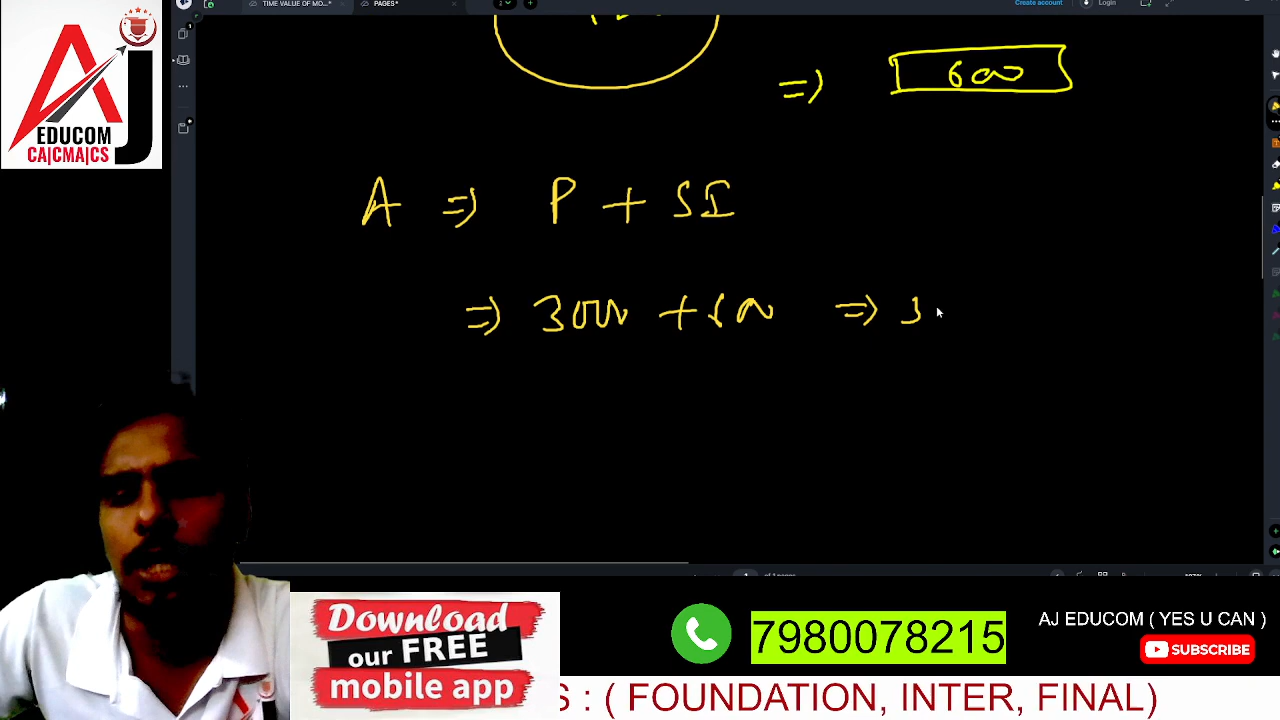 TIME VALUE OF MO...*
PAGES*
2
Create account
Login
EDUCOM
CA|CMA|CS
=> 600
A => P + SI
=> 3000 + 600 => 3
Download
our FREE
mobile app
7980078215
AJ EDUCOM ( YES U CAN )
SUBSCRIBE
S : ( FOUNDATION, INTER, FINAL)